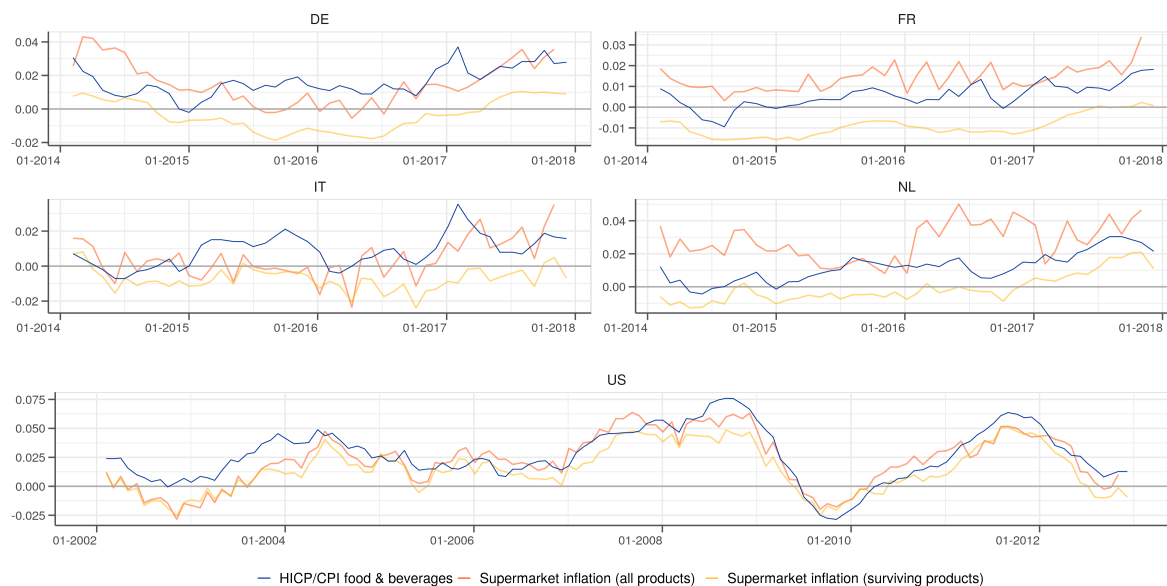 DE
0.04
0.02
0.00
-0.02
01-2014 01-2015 01-2016 01-2017 01-2018
FR
0.03
0.02
0.01
0.00
-0.01
01-2014 01-2015 01-2016 01-2017 01-2018
IT
0.02
0.00
-0.02
01-2014 01-2015 01-2016 01-2017 01-2018
NL
0.04
0.02
0.00
01-2014 01-2015 01-2016 01-2017 01-2018
US
0.075
0.050
0.025
0.000
-0.025
01-2002 01-2004 01-2006 01-2008 01-2010 01-2012
HICP/CPI food & beverages Supermarket inflation (all products) Supermarket inflation (surviving products)